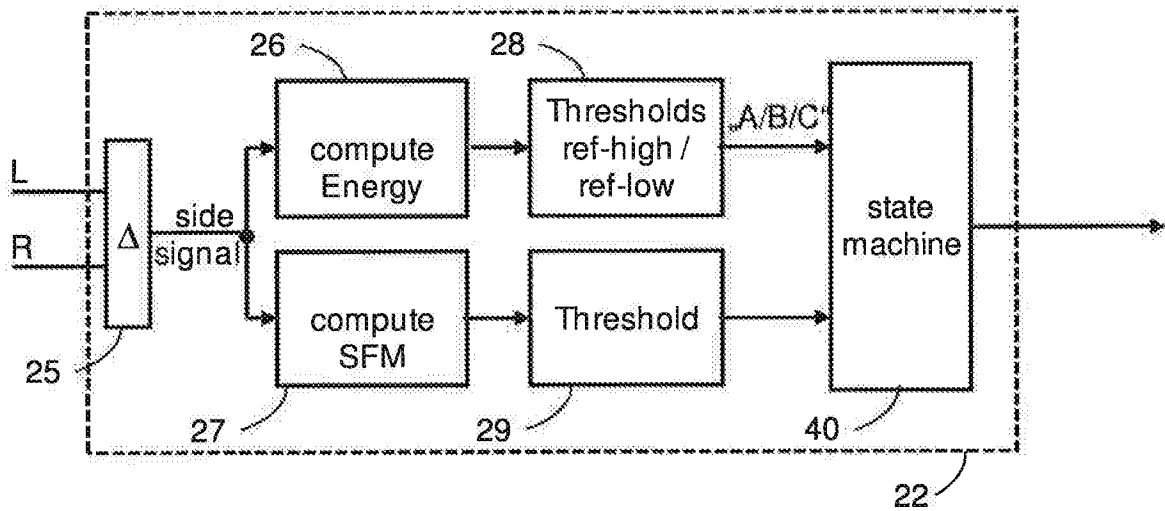 26
28
Thresholds
ref-high /
ref-low
„A/B/C“
compute
Energy
L
R
Δ
side
signal
state
machine
compute
SFM
Threshold
25
27
29
40
22